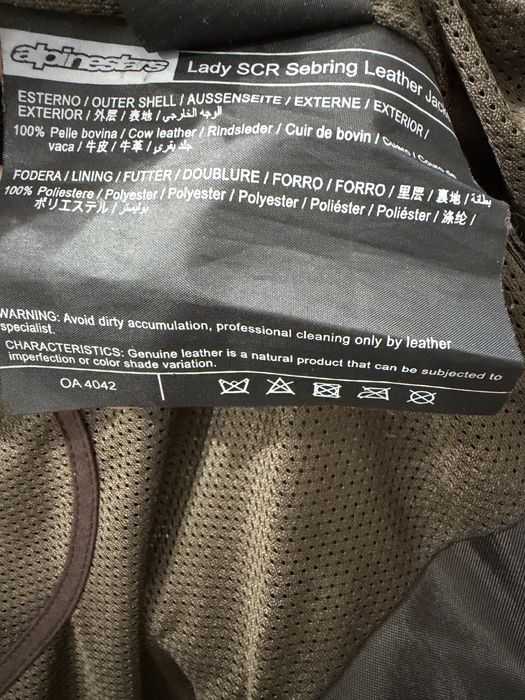 alpinestars
Lady SCR Sebring Leather
ESTERNO / OUTER SHELL / AUSSENSEITE / EXTERNE / EXTERIOR /
EXTERIOR / 外层 / 裏地 / الوجه الخارجي /
100% Pelle bovina / Cow leather / Rindsleder / Cuir de bovin / Cuero /
vaca / 牛皮 / 牛革 / جلد بقري /
FODERA / LINING / FUTTER / DOUBLURE / FORRO / FORRO / 里层 / 裏地 / بطانة /
100% Poliestere / Polyester / Polyester / Polyester / Poliéster / Poliéster / 涤纶 /
ポリエステル / بوليستر /
WARNING: Avoid dirty accumulation, professional cleaning only by leather
specialist.
CHARACTERISTICS: Genuine leather is a natural product that can be subjected to
imperfection or color shade variation.
OA 4042